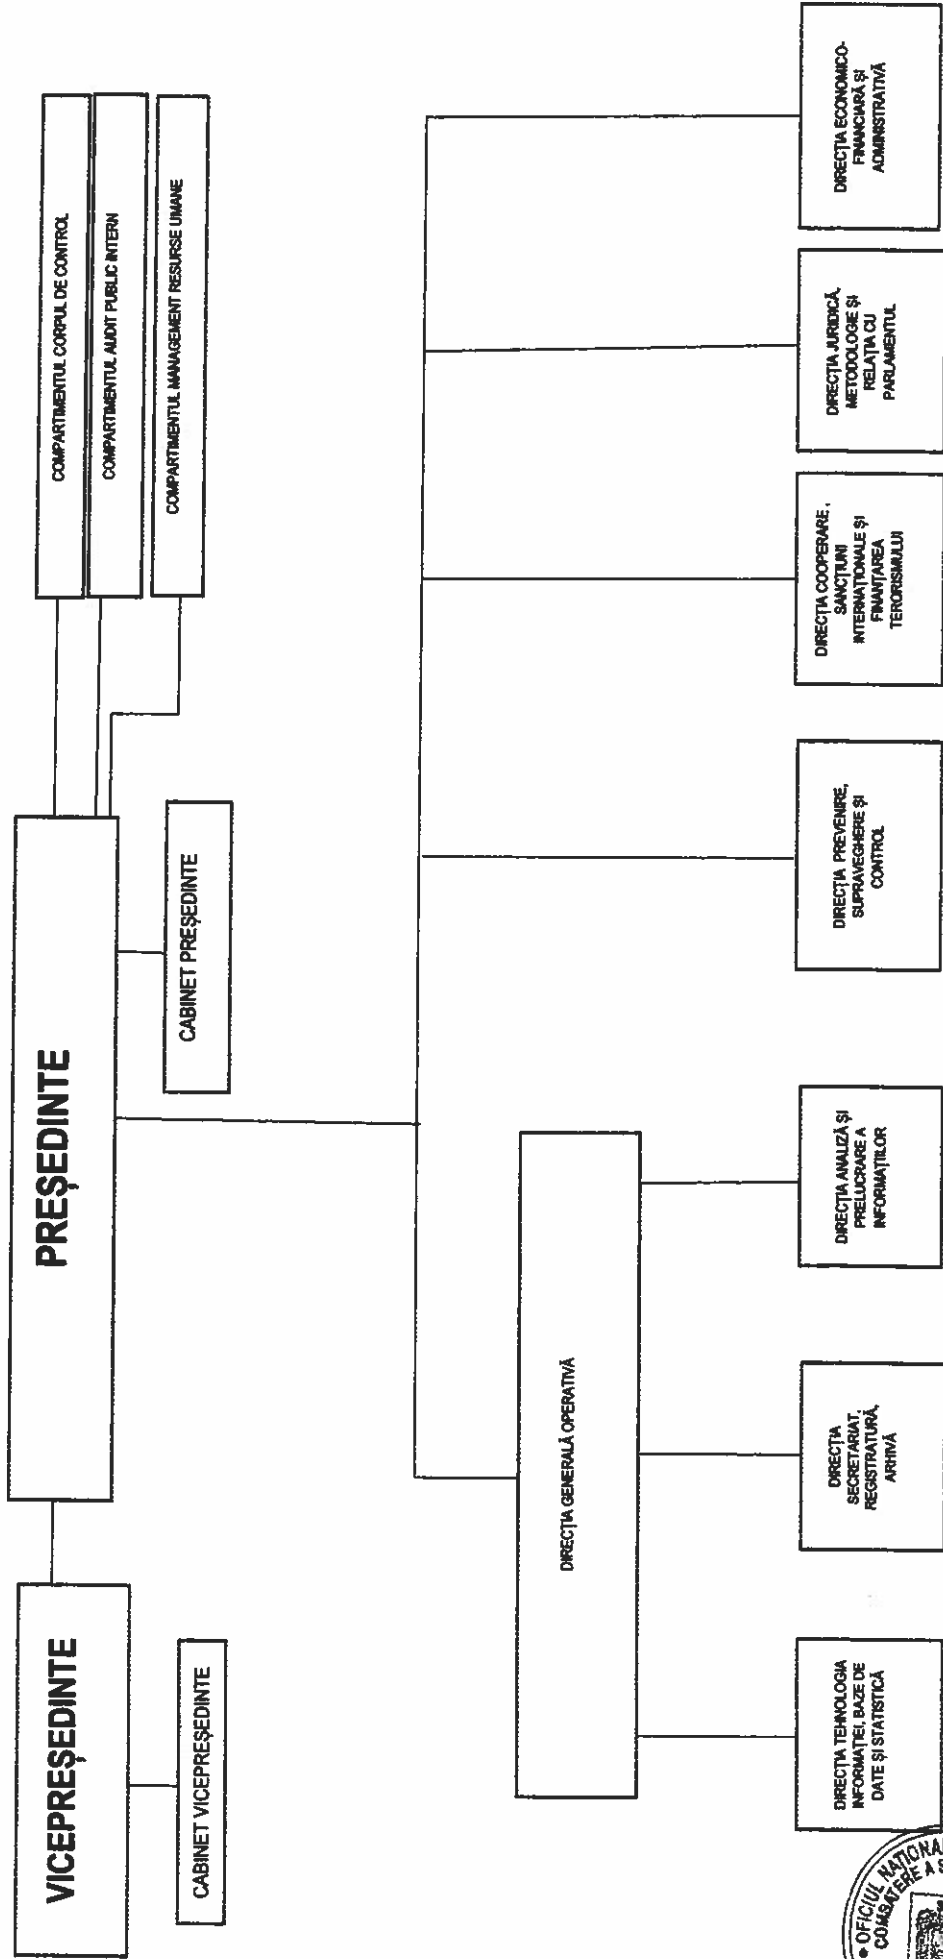 VICEPREȘEDINTE
PREȘEDINTE
COMPARTIMENTUL CORPUL DE CONTROL
COMPARTIMENTUL AUDIT PUBLIC INTERN
COMPARTIMENTUL MANAGEMENT RESURSE UMANE
CABINET VICEPREȘEDINTE
CABINET PREȘEDINTE
DIRECȚIA GENERALĂ OPERATIVĂ
DIRECȚIA TEHNOLOGIA
INFORMAȚIEI, BAZE DE
DATE ȘI STATISTICĂ
DIRECȚIA
SECRETARIAT,
REGISTRATURĂ,
ARHIVĂ
DIRECȚIA ANALIZĂ ȘI
PRELUCRARE A
INFORMAȚIILOR
DIRECȚIA PREVENIRE,
SUPRAVEGHERE ȘI
CONTROL
DIRECȚIA COOPERARE,
SANCȚIUNI
INTERNAȚIONALE ȘI
FINANȚAREA
TERORISMULUI
DIRECȚIA JURIDICĂ,
METODOLOGIE ȘI
RELAȚIA CU
PARLAMENTUL
DIRECȚIA ECONOMICO-
FINANCIARĂ ȘI
ADMINISTRATIVĂ
OFICIUL NAȚIONAL
COMBATERE A S